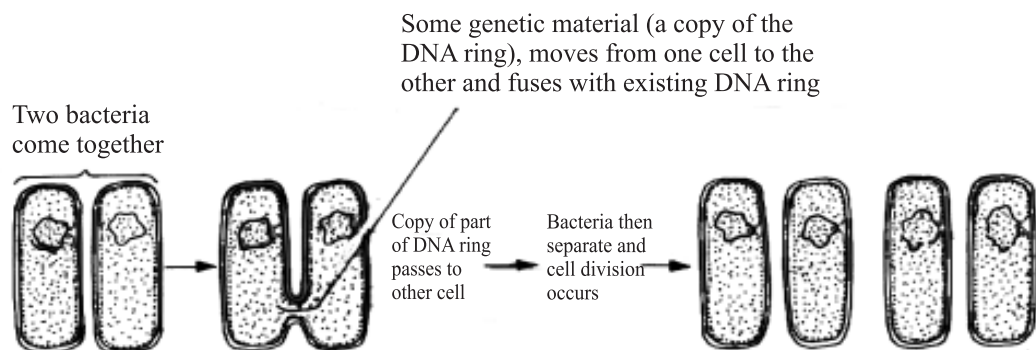 Some genetic material (a copy of the
DNA ring), moves from one cell to the
other and fuses with existing DNA ring
Two bacteria
come together
Copy of part
of DNA ring
passes to
other cell
Bacteria then
separate and
cell division
occurs